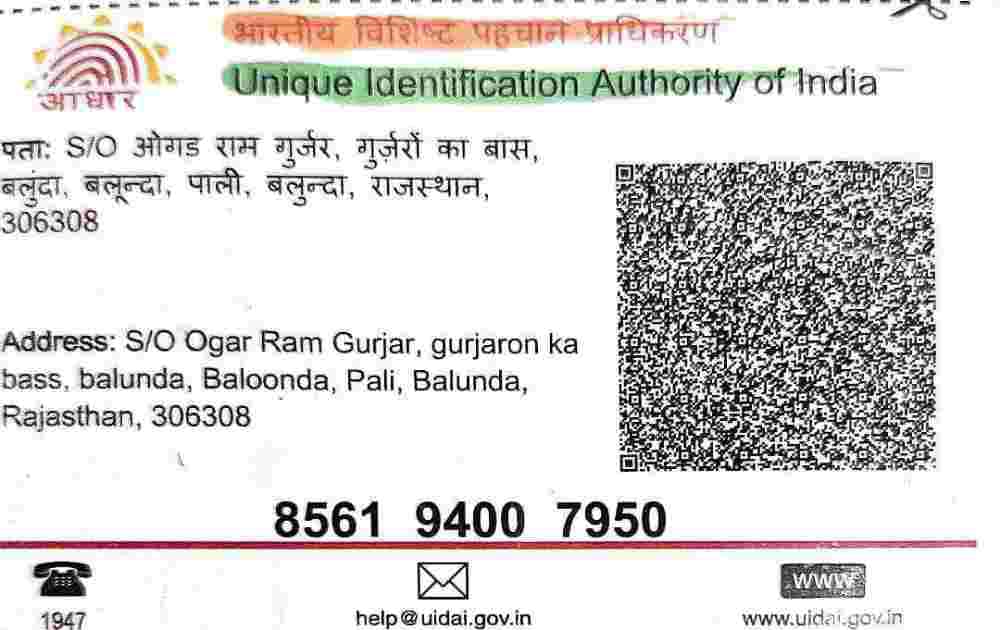 भारतीय विशिष्ट पहचान प्राधिकरण
आधार
Unique Identification Authority of India
पता: S/O ओगड राम गुर्जर, गुर्ज़रों का बास,
बलुंदा, बलून्दा, पाली, बलुन्दा, राजस्थान,
306308
Address: S/O Ogar Ram Gurjar, gurjaron ka
bass, balunda, Baloonda, Pali, Balunda,
Rajasthan, 306308
8561 9400 7950
1947
help@uidai.gov.in
www
www.uidai.gov.in